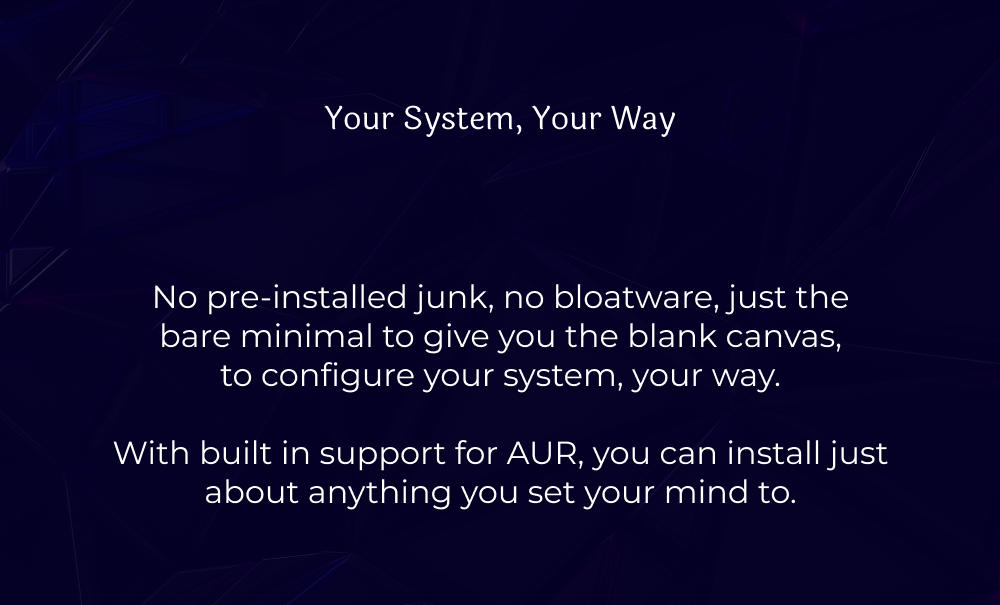 Your System, Your Way
No pre-installed junk, no bloatware, just the
bare minimal to give you the blank canvas,
to configure your system, your way.
With built in support for AUR, you can install just
about anything you set your mind to.